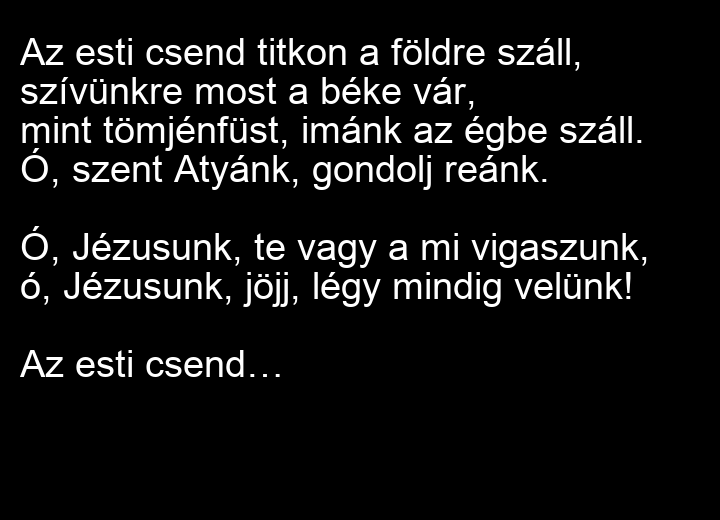 Az esti csend titkon a földre száll,
szívünkre most a béke vár,
mint tömjénfüst, imánk az égbe száll.
Ó, szent Atyánk, gondolj reánk.

Ó, Jézusunk, te vagy a mi vigaszunk,
ó, Jézusunk, jöjj, légy mindig velünk!

Az esti csend…